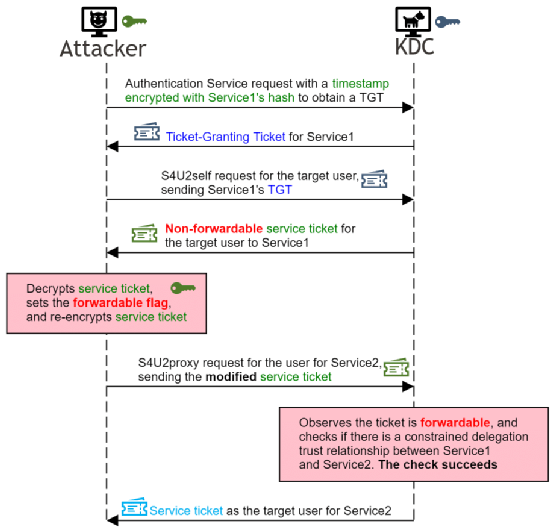 Attacker
KDC
Authentication Service request with a timestamp
encrypted with Service1's hash to obtain a TGT
Ticket-Granting Ticket for Service1
S4U2self request for the target user,
sending Service1's TGT
Non-forwardable service ticket for
the target user to Service1
Decrypts service ticket,
sets the forwardable flag,
and re-encrypts service ticket
S4U2proxy request for the user for Service2,
sending the modified service ticket
Observes the ticket is forwardable, and
checks if there is a constrained delegation
trust relationship between Service1
and Service2. The check succeeds
Service ticket as the target user for Service2